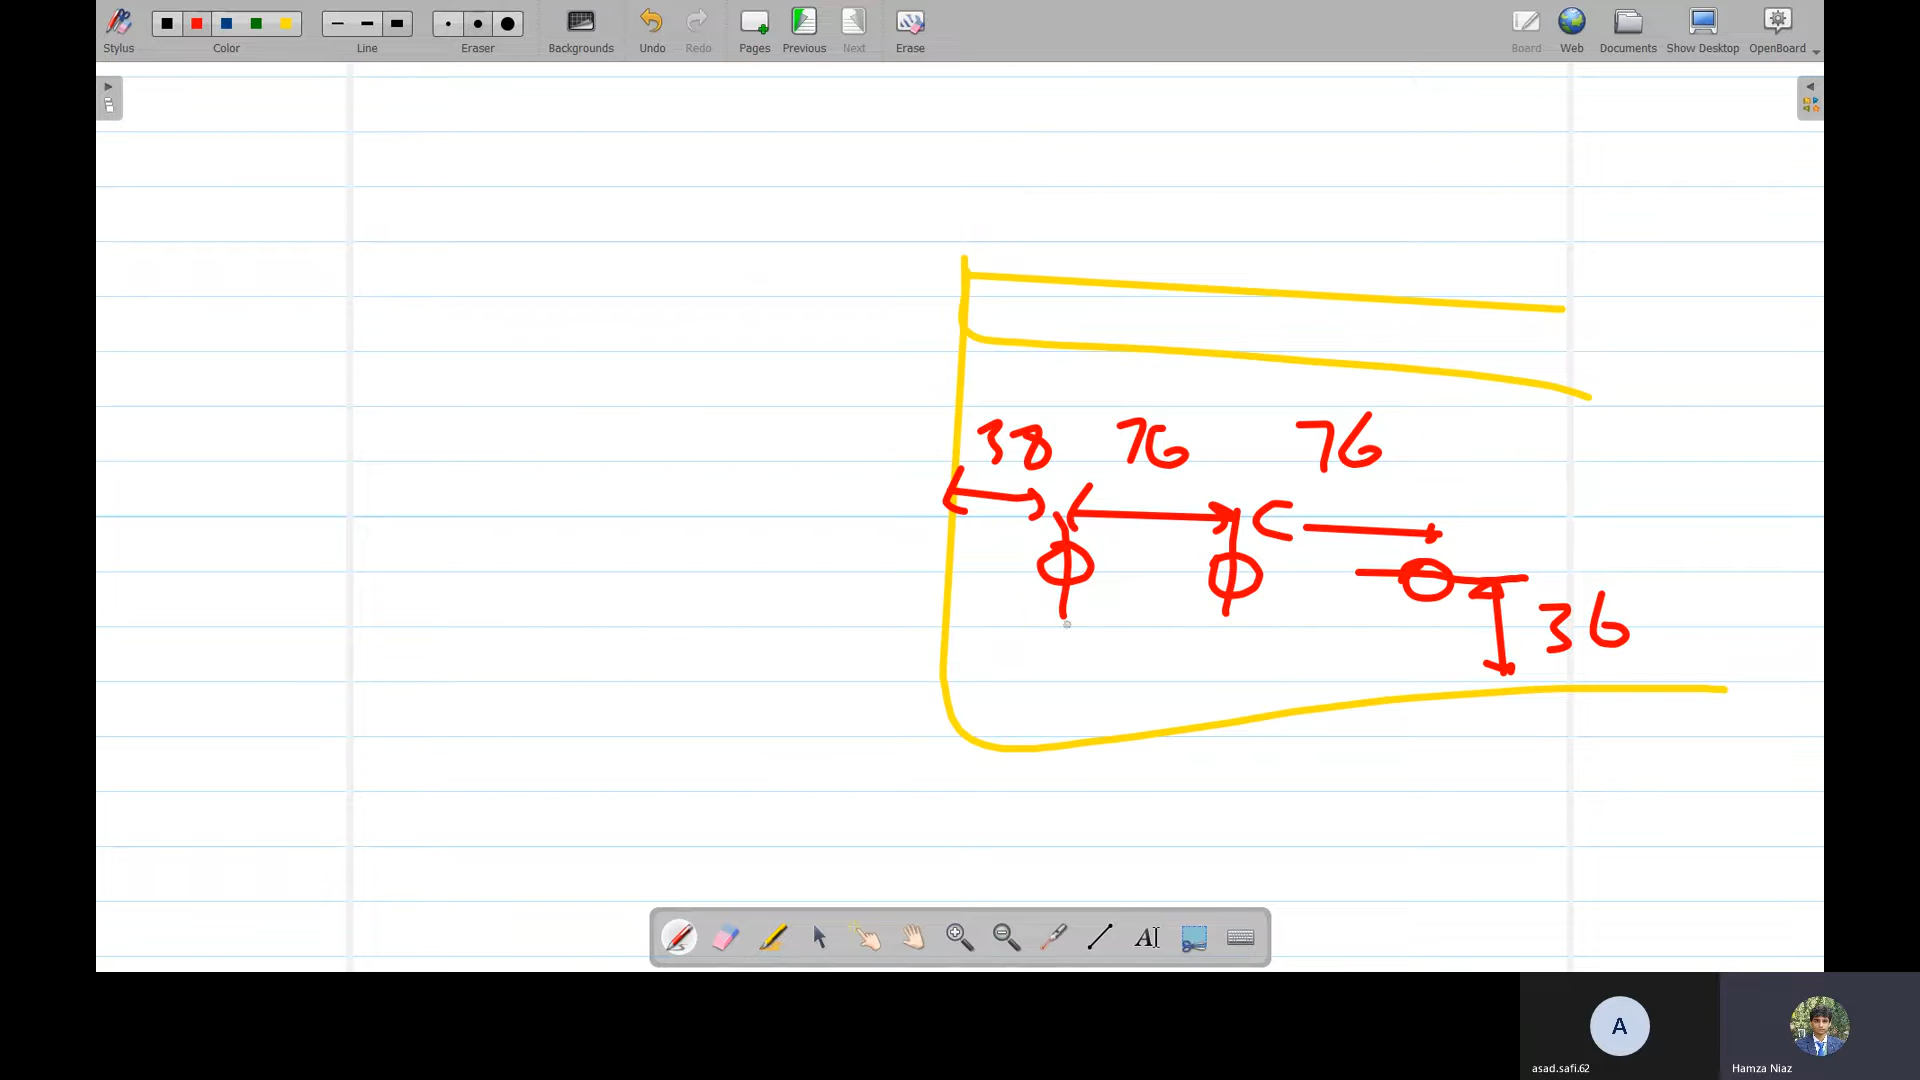 Stylus Color Line Eraser Backgrounds Undo Redo Pages Previous Next Erase Board Web Documents Show Desktop OpenBoard
38 76 76
36
A
asad.safi.62 Hamza Niaz